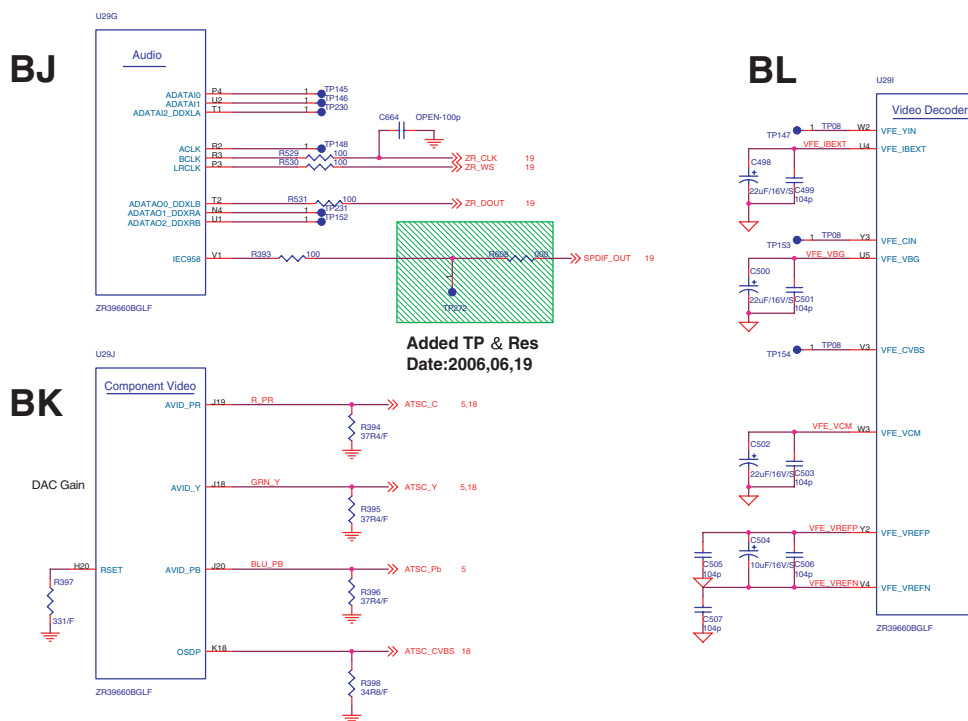 U29G
BJ
Audio
ADATAI0 P4 1 TP145
ADATAI1 U2 1 TP146
ADATAI2_DDXLA T1 1 TP230
C664 OPEN-100p
ACLK R2 1 TP148
BCLK R3 R529 100 ZR_CLK 19
LRCLK P3 R530 100 ZR_WS 19
ADATAO0_DDXLB T2 R531 100 ZR_DOUT 19
ADATAO1_DDXRA N4 1 TP231
ADATAO2_DDXRB U1 1 TP152
IEC958 V1 R393 100 R608 000 SPDIF_OUT 19
1
TP272
ZR39660BGLF
Added TP & Res
Date:2006,06,19
U29J
BK
Component Video
AVID_PR J19 R_PR ATSC_C 5,18
R394
37R4/F
DAC Gain
AVID_Y J18 GRN_Y ATSC_Y 5,18
R395
37R4/F
H20 RSET
AVID_PB J20 BLU_PB ATSC_Pb 5
R397
331/F
R396
37R4/F
OSDP K18 ATSC_CVBS 18
R398
34R8/F
ZR39660BGLF
BL
U29I
Video Decoder
TP147 1 TP08 W2 VFE_YIN
VFE_IBEXT U4 VFE_IBEXT
C498
22uF/16V/S
C499
104p
TP153 1 TP08 Y3 VFE_CIN
VFE_VBG U5 VFE_VBG
C500
22uF/16V/S
C501
104p
TP154 1 TP08 V3 VFE_CVBS
VFE_VCM W3 VFE_VCM
C502
22uF/16V/S
C503
104p
VFE_VREFP Y2 VFE_VREFP
C504
10uF/16V/S
C505
104p
C506
104p
VFE_VREFN V4 VFE_VREFN
C507
104p
ZR39660BGLF